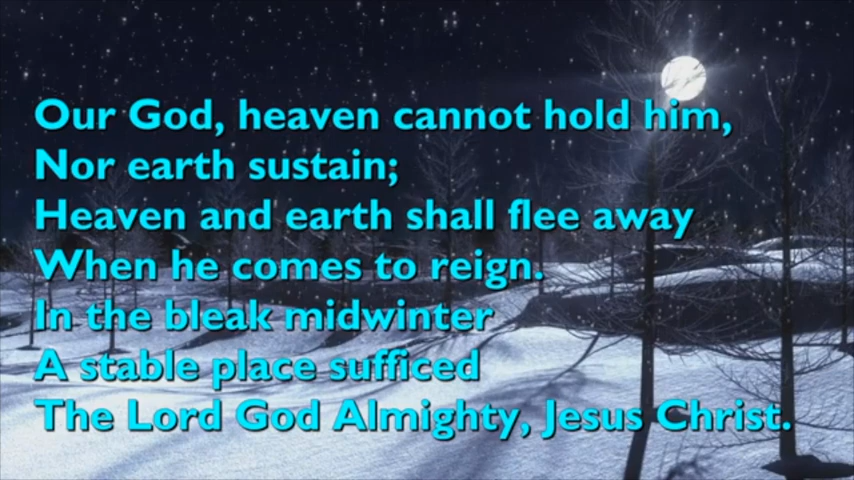 Our God, heaven cannot hold him,
Nor earth sustain;
Heaven and earth shall flee away
When he comes to reign.
In the bleak midwinter
A stable place sufficed
The Lord God Almighty, Jesus Christ.